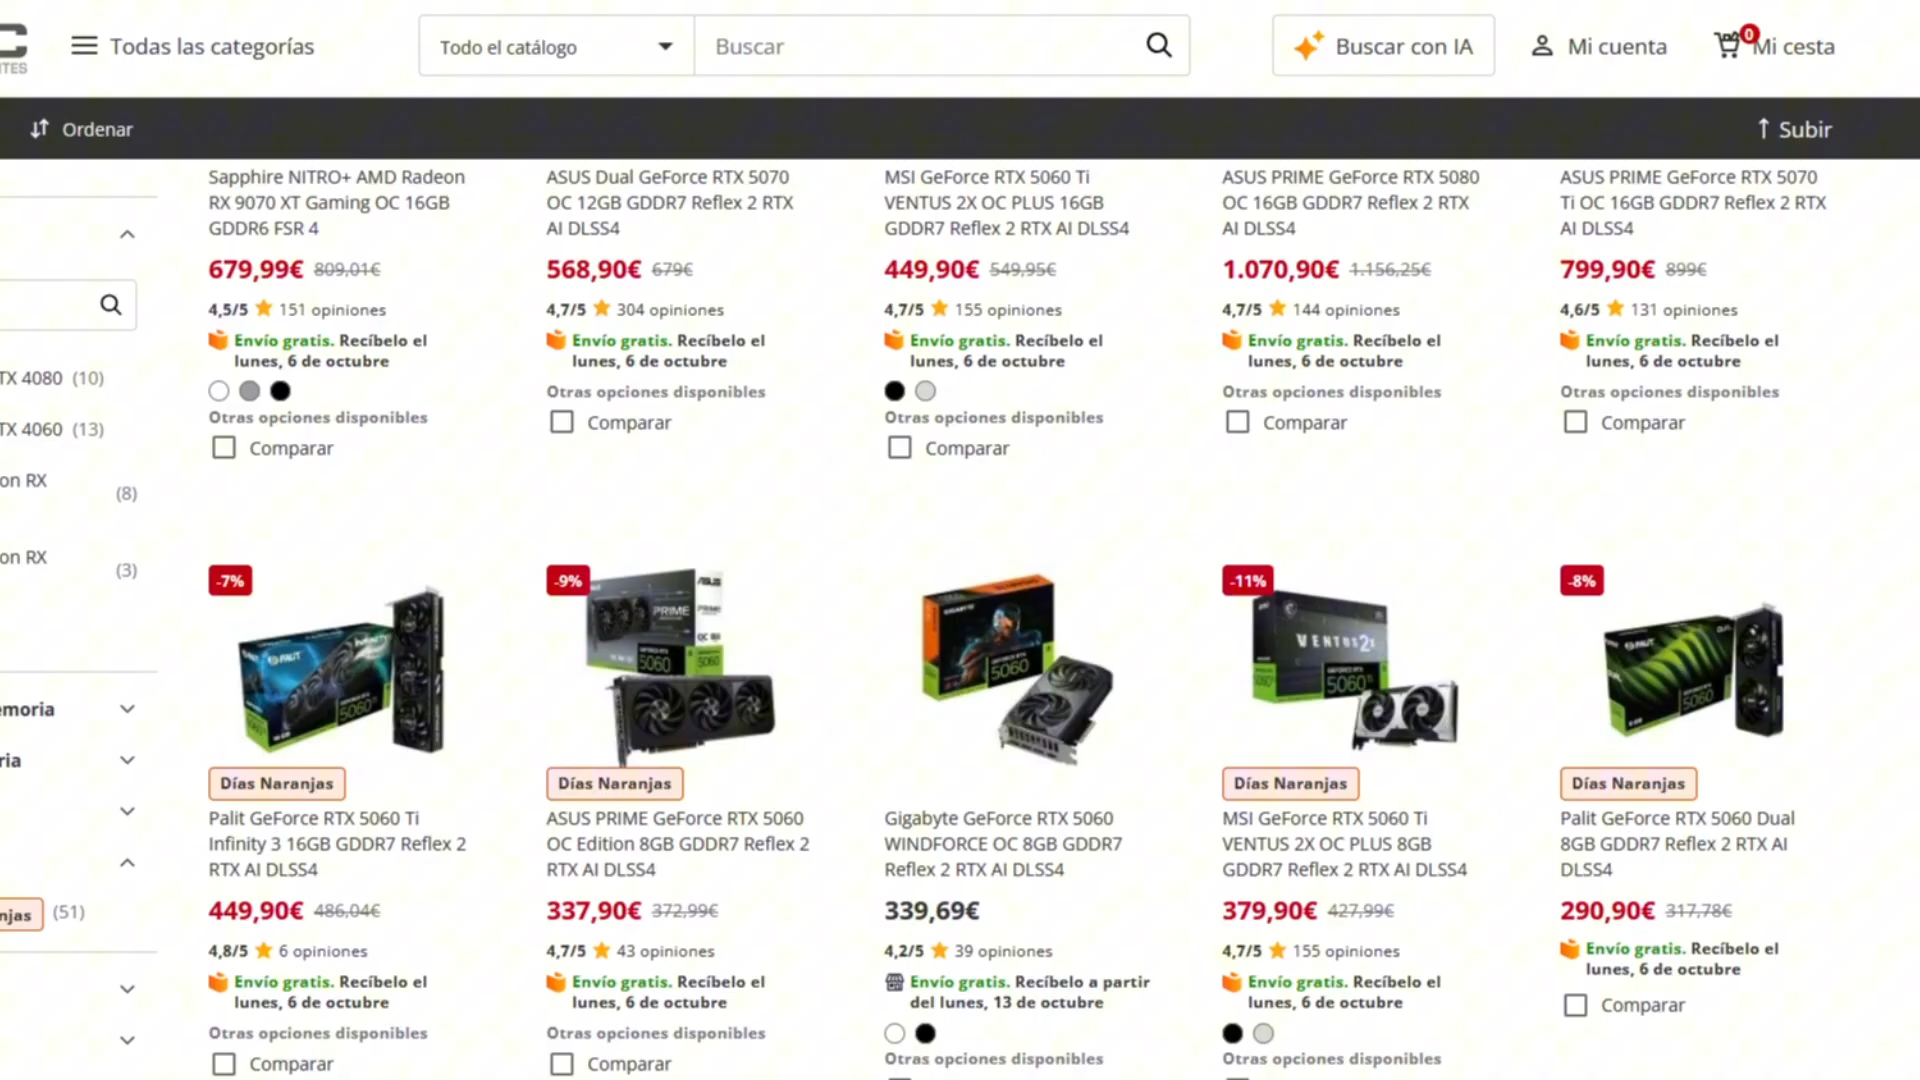 Todas las categorías
Todo el catálogo
Buscar
Buscar con IA
Mi cuenta
0
Mi cesta
Ordenar
Subir
TX 4080 (10)
TX 4060 (13)
on RX
(8)
on RX
(3)
emoria
ria
njas (51)
Sapphire NITRO+ AMD Radeon
RX 9070 XT Gaming OC 16GB
GDDR6 FSR 4
679,99€ 809,01€
4,5/5 151 opiniones
Envío gratis. Recíbelo el
lunes, 6 de octubre
Otras opciones disponibles
Comparar
ASUS Dual GeForce RTX 5070
OC 12GB GDDR7 Reflex 2 RTX
AI DLSS4
568,90€ 679€
4,7/5 304 opiniones
Envío gratis. Recíbelo el
lunes, 6 de octubre
Otras opciones disponibles
Comparar
MSI GeForce RTX 5060 Ti
VENTUS 2X OC PLUS 16GB
GDDR7 Reflex 2 RTX AI DLSS4
449,90€ 549,95€
4,7/5 155 opiniones
Envío gratis. Recíbelo el
lunes, 6 de octubre
Otras opciones disponibles
Comparar
ASUS PRIME GeForce RTX 5080
OC 16GB GDDR7 Reflex 2 RTX
AI DLSS4
1.070,90€ 1.156,25€
4,7/5 144 opiniones
Envío gratis. Recíbelo el
lunes, 6 de octubre
Otras opciones disponibles
Comparar
ASUS PRIME GeForce RTX 5070
Ti OC 16GB GDDR7 Reflex 2 RTX
AI DLSS4
799,90€ 899€
4,6/5 131 opiniones
Envío gratis. Recíbelo el
lunes, 6 de octubre
Otras opciones disponibles
Comparar
-7%
PALIT
5060
Días Naranjas
Palit GeForce RTX 5060 Ti
Infinity 3 16GB GDDR7 Reflex 2
RTX AI DLSS4
449,90€ 486,04€
4,8/5 6 opiniones
Envío gratis. Recíbelo el
lunes, 6 de octubre
Otras opciones disponibles
Comparar
-9%
ASUS
PRIME
5060
5060
Días Naranjas
ASUS PRIME GeForce RTX 5060
OC Edition 8GB GDDR7 Reflex 2
RTX AI DLSS4
337,90€ 372,99€
4,7/5 43 opiniones
Envío gratis. Recíbelo el
lunes, 6 de octubre
Otras opciones disponibles
Comparar
GIGABYTE
5060
Gigabyte GeForce RTX 5060
WINDFORCE OC 8GB GDDR7
Reflex 2 RTX AI DLSS4
339,69€
4,2/5 39 opiniones
Envío gratis. Recíbelo a partir
del lunes, 13 de octubre
Otras opciones disponibles
-11%
VENTUS 2X
5060
Días Naranjas
MSI GeForce RTX 5060 Ti
VENTUS 2X OC PLUS 8GB
GDDR7 Reflex 2 RTX AI DLSS4
379,90€ 427,99€
4,7/5 155 opiniones
Envío gratis. Recíbelo el
lunes, 6 de octubre
Otras opciones disponibles
-8%
PALIT
5060
Días Naranjas
Palit GeForce RTX 5060 Dual
8GB GDDR7 Reflex 2 RTX AI
DLSS4
290,90€ 317,78€
Envío gratis. Recíbelo el
lunes, 6 de octubre
Comparar